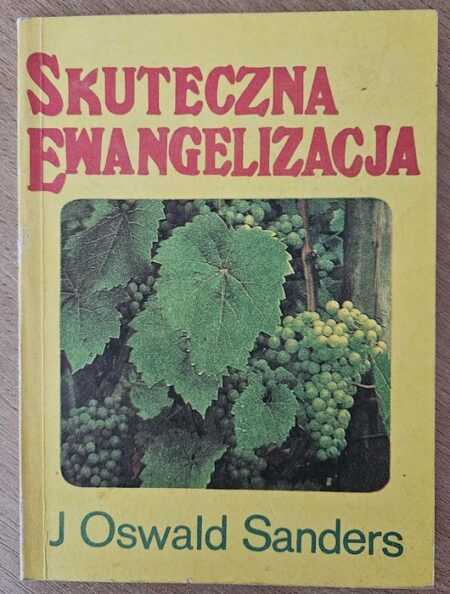 SKUTECZNA
EWANGELIZACJA
J Oswald Sanders